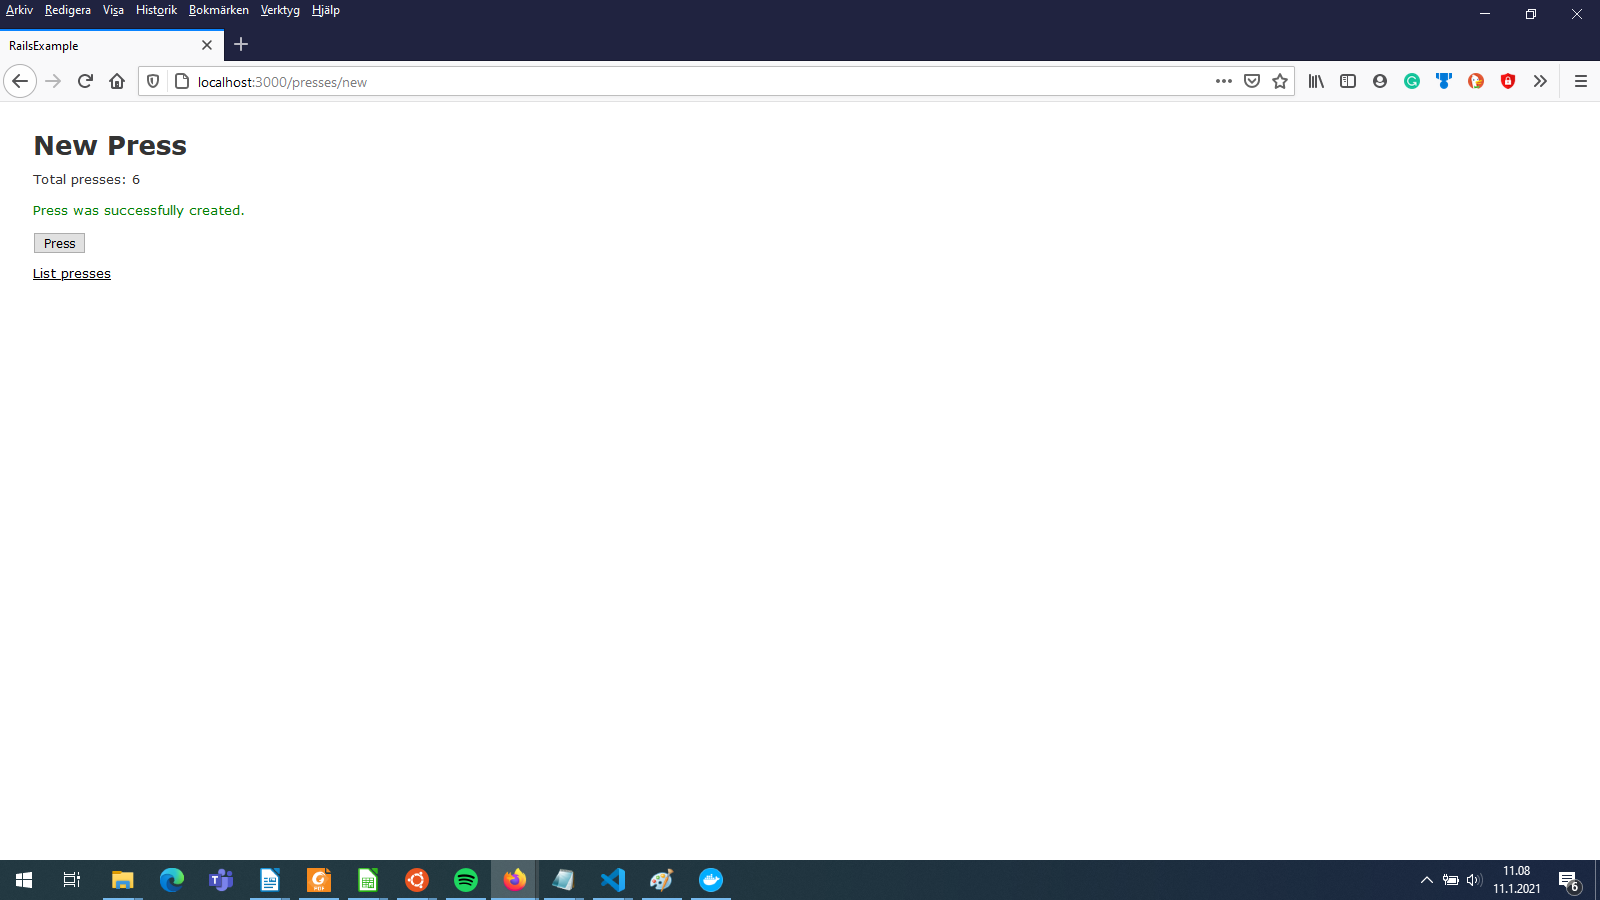 Arkiv Redigera Visa Historik Bokmärken Verktyg Hjälp
RailsExample
localhost:3000/presses/new
New Press
Total presses: 6
Press was successfully created.
Press
List presses
11.08
11.1.2021
6